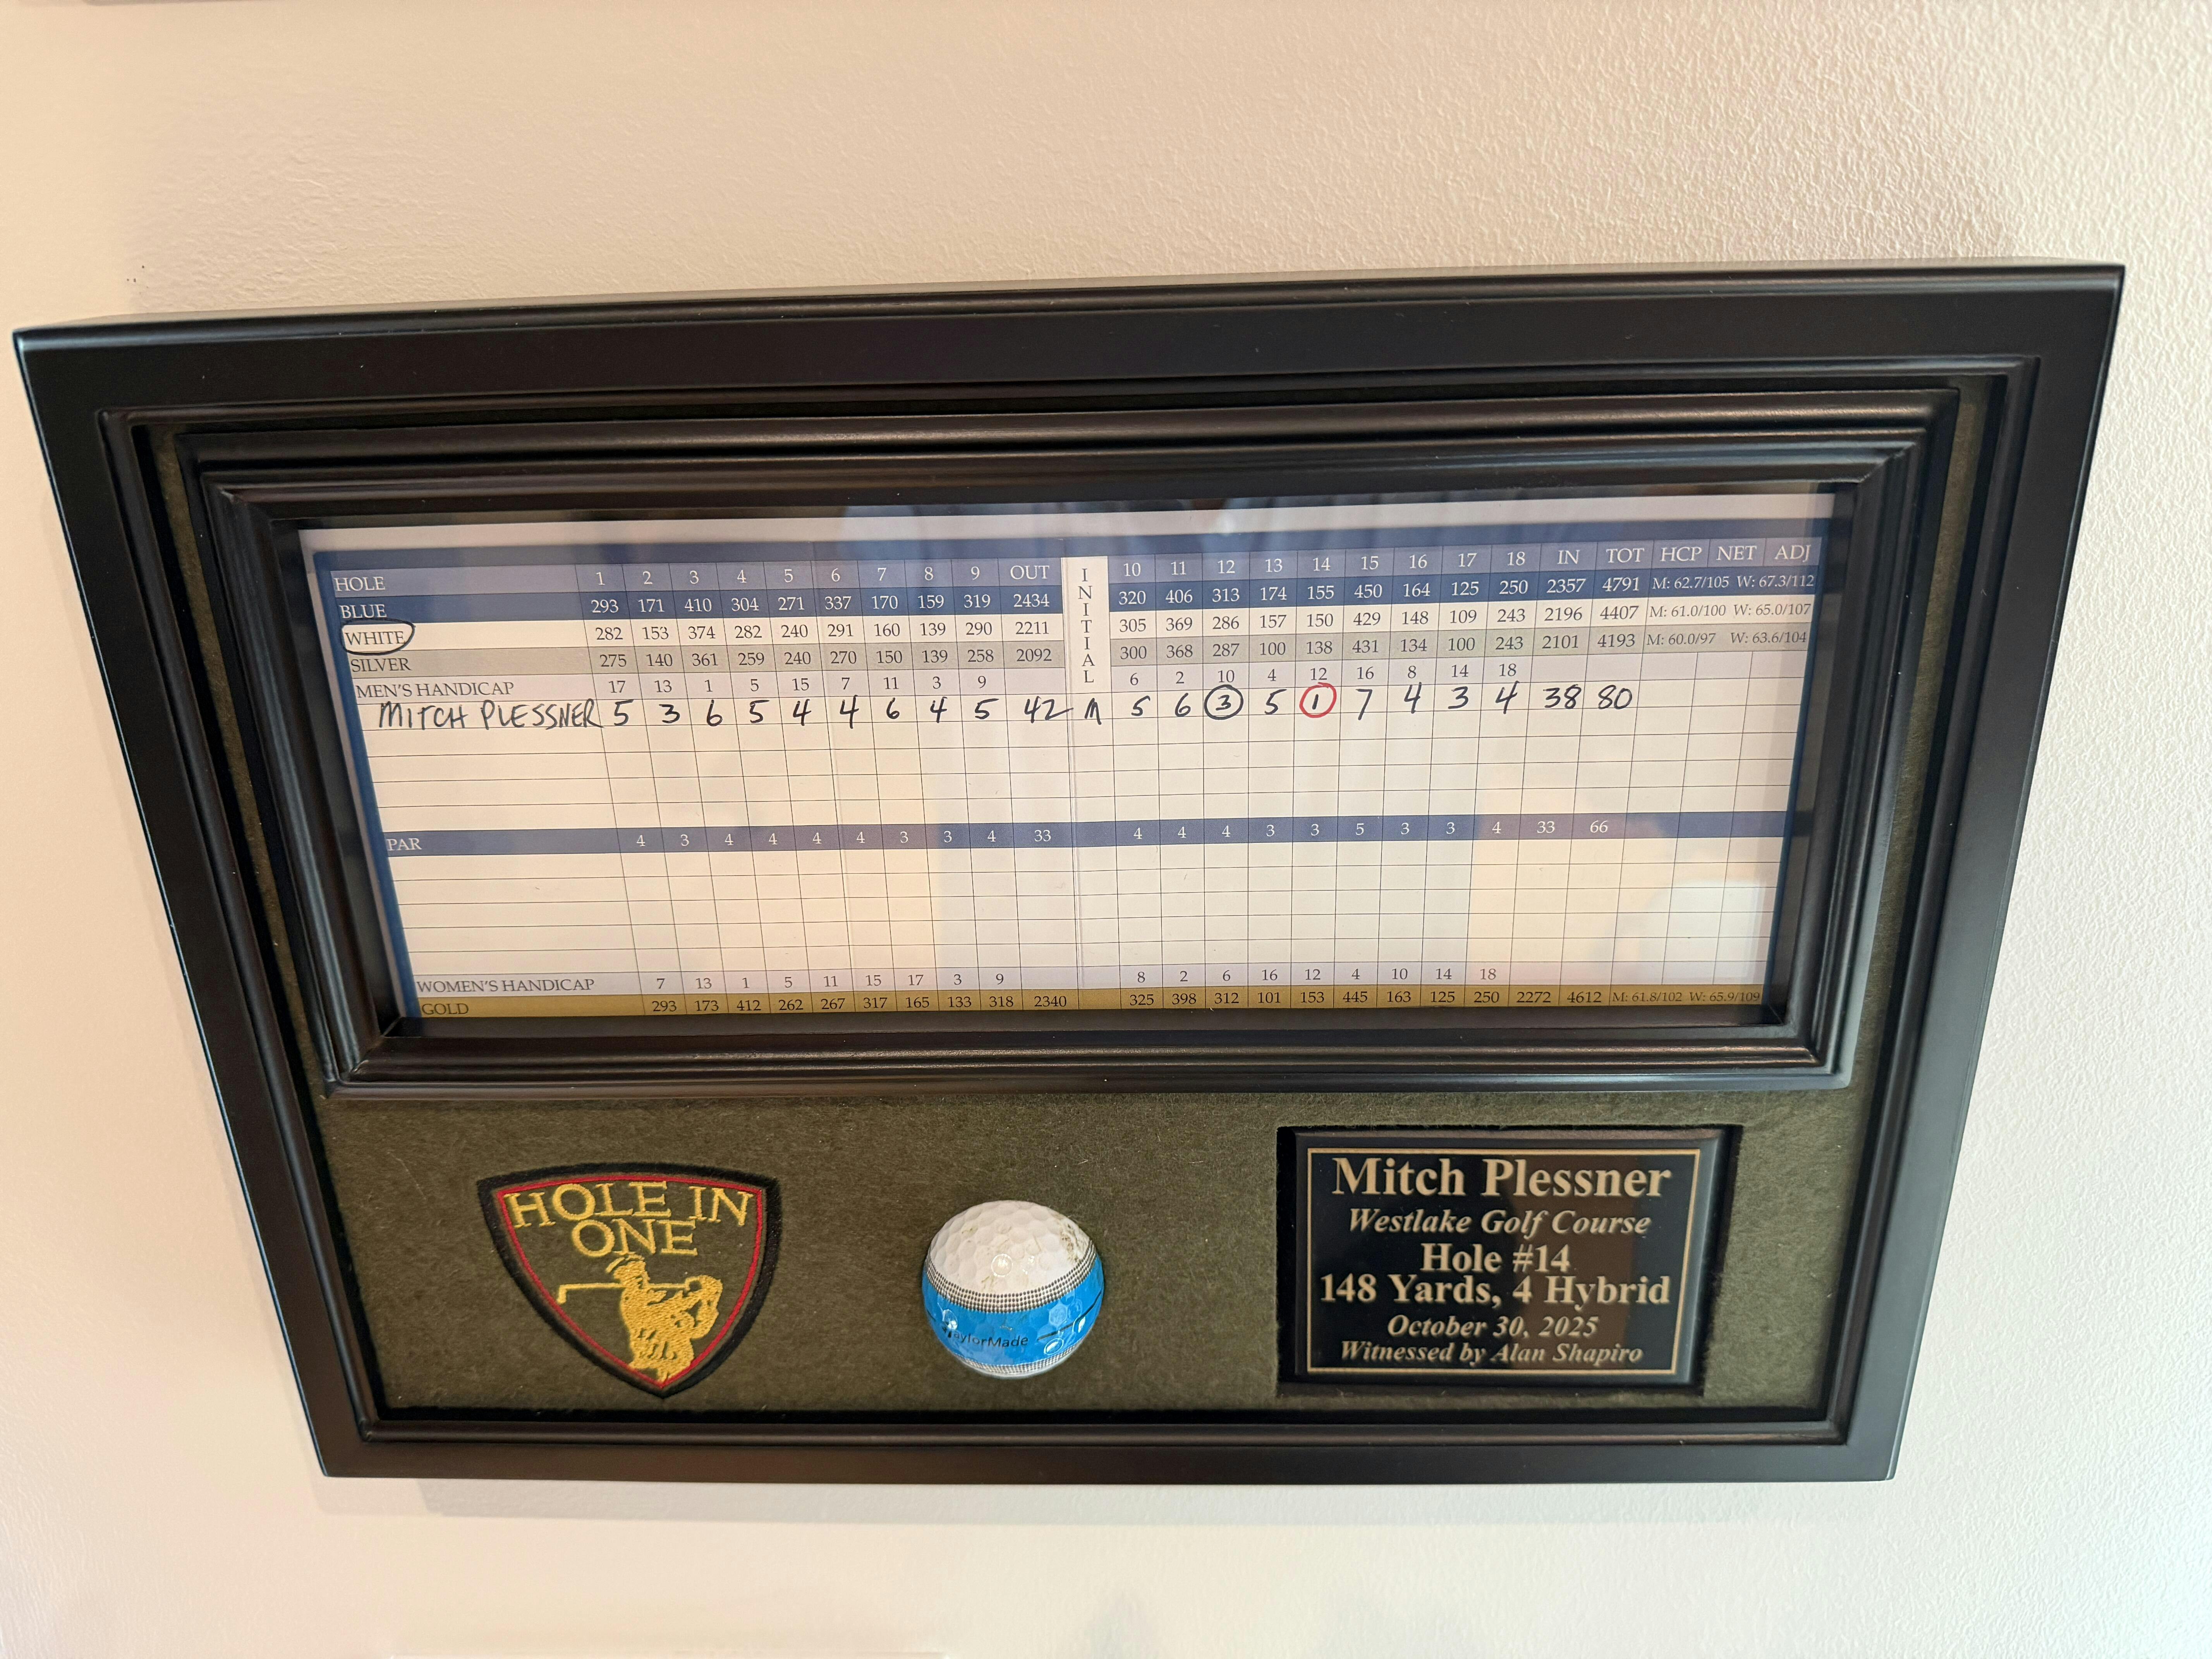 HOLE 1 2 3 4 5 6 7 8 9 OUT INITIAL 10 11 12 13 14 15 16 17 18 IN TOT HCP NET ADJ
BLUE 293 171 410 304 271 337 170 159 319 2434 320 406 313 174 155 450 164 125 250 2357 4791 M: 62.7/105 W: 67.3/112
WHITE 282 153 374 282 240 291 160 139 290 2211 305 369 286 157 150 429 148 109 243 2196 4407 M: 61.0/100 W: 65.0/107
SILVER 275 140 361 259 240 270 150 139 258 2092 300 368 287 100 138 431 134 100 243 2101 4193 M: 60.0/97 W: 63.6/104
MEN'S HANDICAP 17 13 1 5 15 7 11 3 9 6 2 10 4 12 16 8 14 18
MITCH PLESSNER 5 3 6 5 4 4 6 4 5 42 M 5 6 3 5 1 7 4 3 4 38 80
PAR 4 3 4 4 4 4 3 3 4 33 4 4 4 3 3 5 3 3 4 33 66
WOMEN'S HANDICAP 7 13 1 5 11 15 17 3 9 8 2 6 16 12 4 10 14 18
GOLD 293 173 412 262 267 317 165 133 318 2340 325 398 312 101 153 445 163 125 250 2272 4612 M: 61.8/102 W: 65.9/109
HOLE IN
ONE
TaylorMade
Mitch Plessner
Westlake Golf Course
Hole #14
148 Yards, 4 Hybrid
October 30, 2025
Witnessed by Alan Shapiro